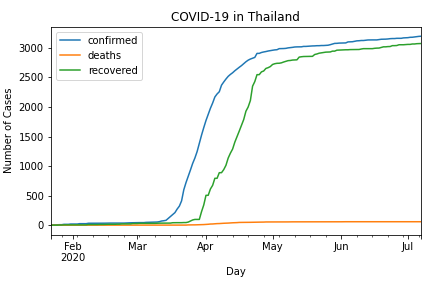 COVID-19 in Thailand
confirmed
deaths
recovered
Number of Cases
3000
2500
2000
1500
1000
500
0
Feb
2020
Mar
Apr
May
Jun
Jul
Day